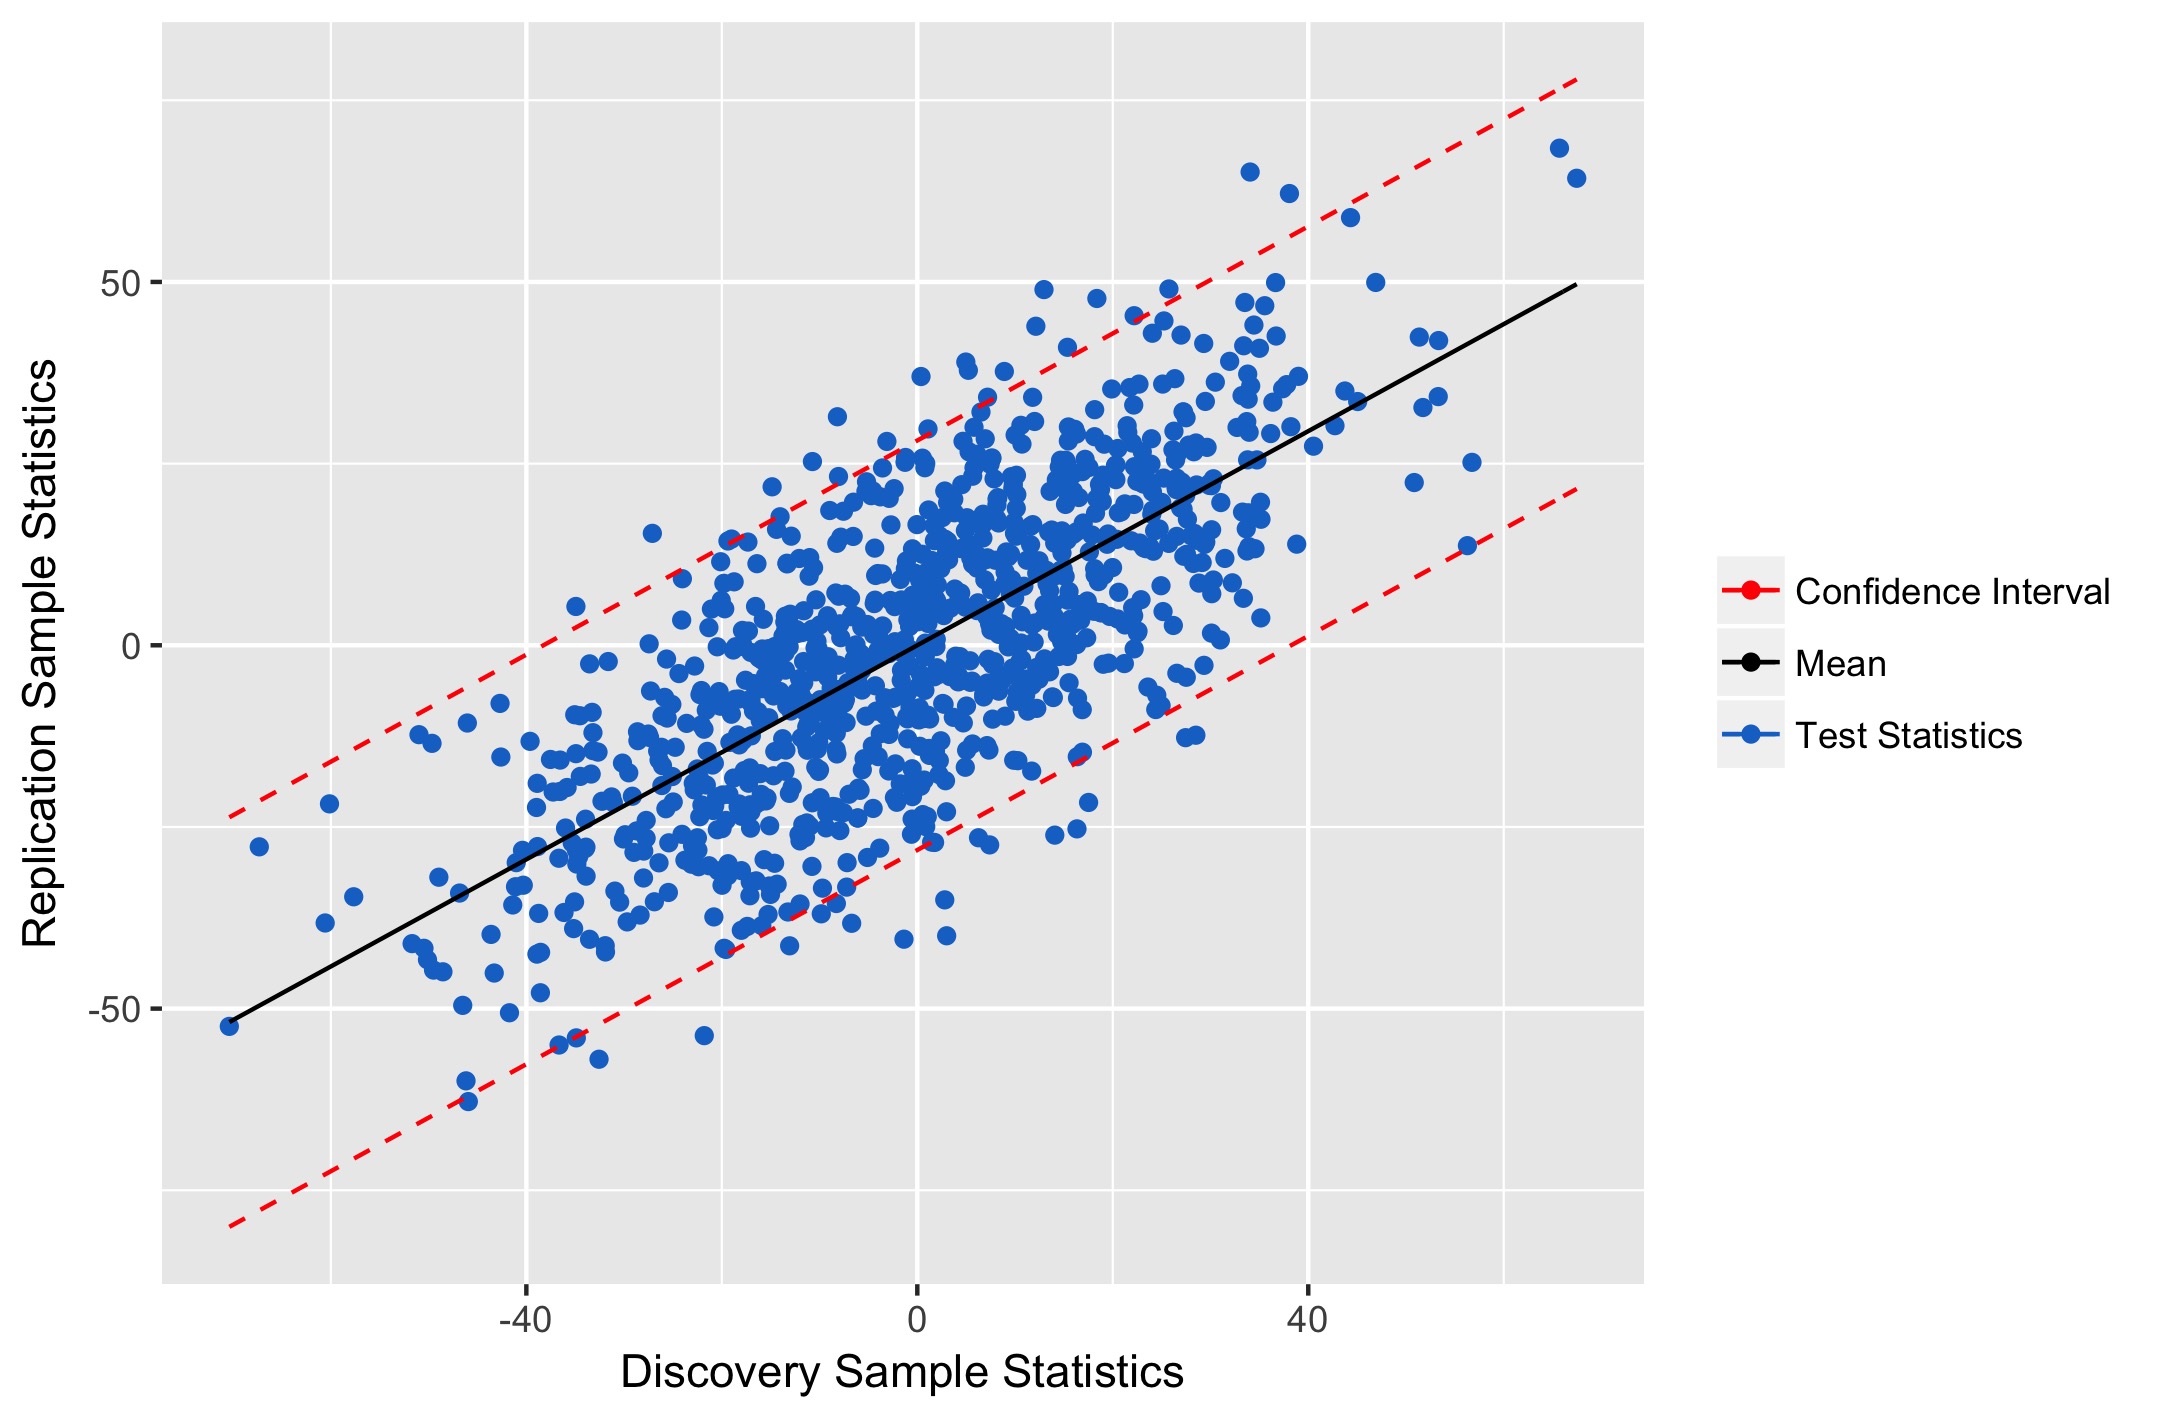 Replication Sample Statistics
50
0
-50
-40
0
40
Discovery Sample Statistics
Confidence Interval
Mean
Test Statistics